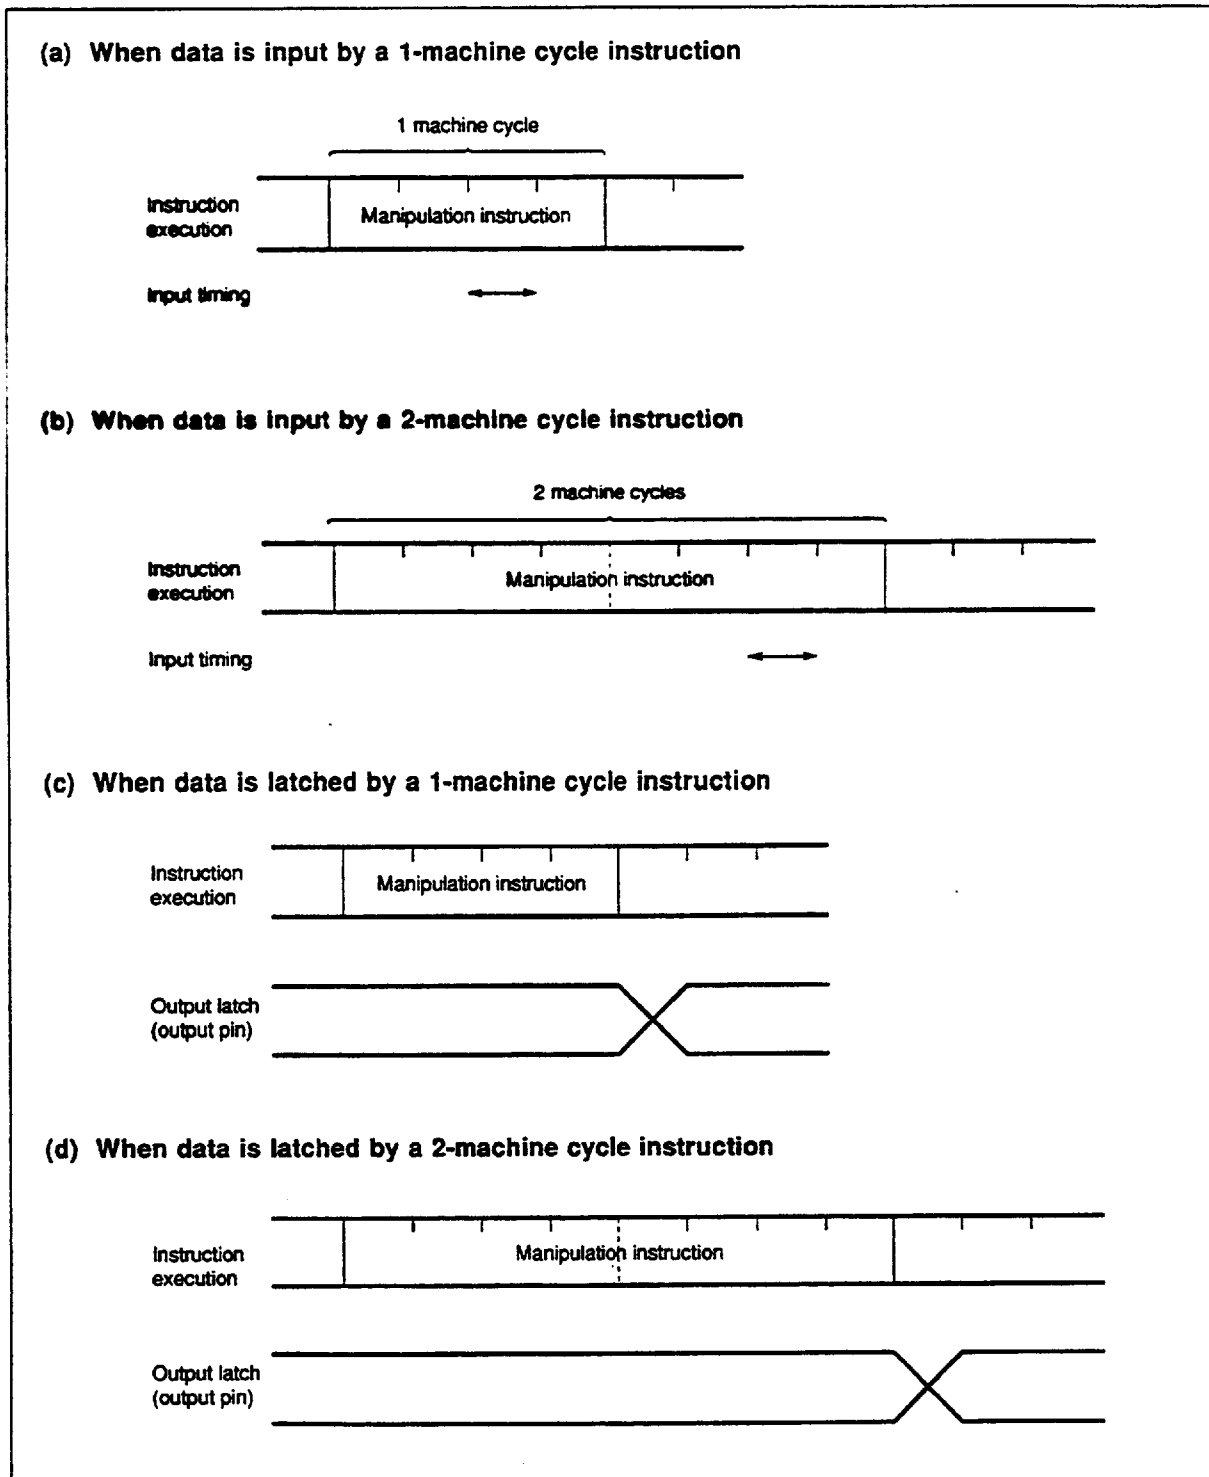 (a) When data is input by a 1-machine cycle instruction
1 machine cycle
Instruction
execution
Manipulation instruction
Input timing
(b) When data is input by a 2-machine cycle instruction
2 machine cycles
Instruction
execution
Manipulation instruction
Input timing
(c) When data is latched by a 1-machine cycle instruction
Instruction
execution
Manipulation instruction
Output latch
(output pin)
(d) When data is latched by a 2-machine cycle instruction
Instruction
execution
Manipulation instruction
Output latch
(output pin)